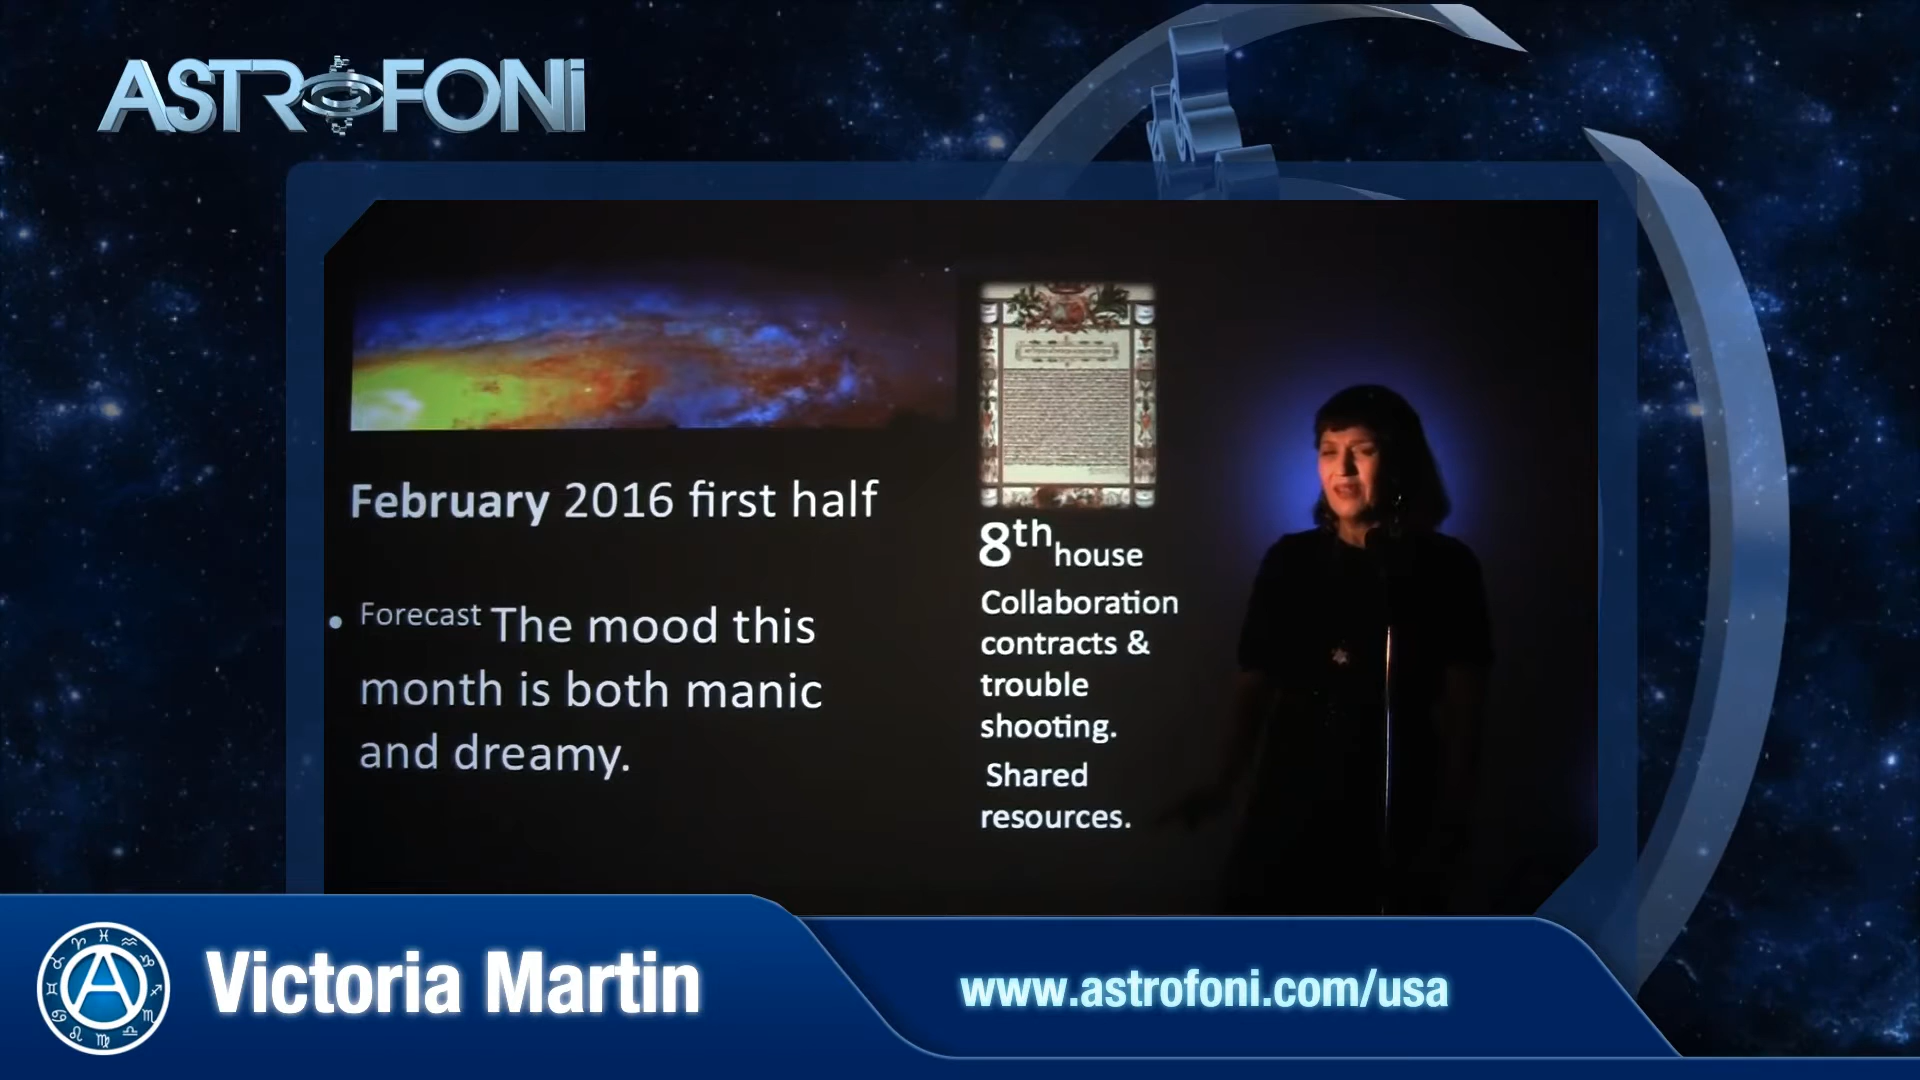 ASTROFONi
February 2016 first half
• Forecast The mood this
month is both manic
and dreamy.
8th house
Collaboration
contracts &
trouble
shooting.
Shared
resources.
Victoria Martin
www.astrofoni.com/usa